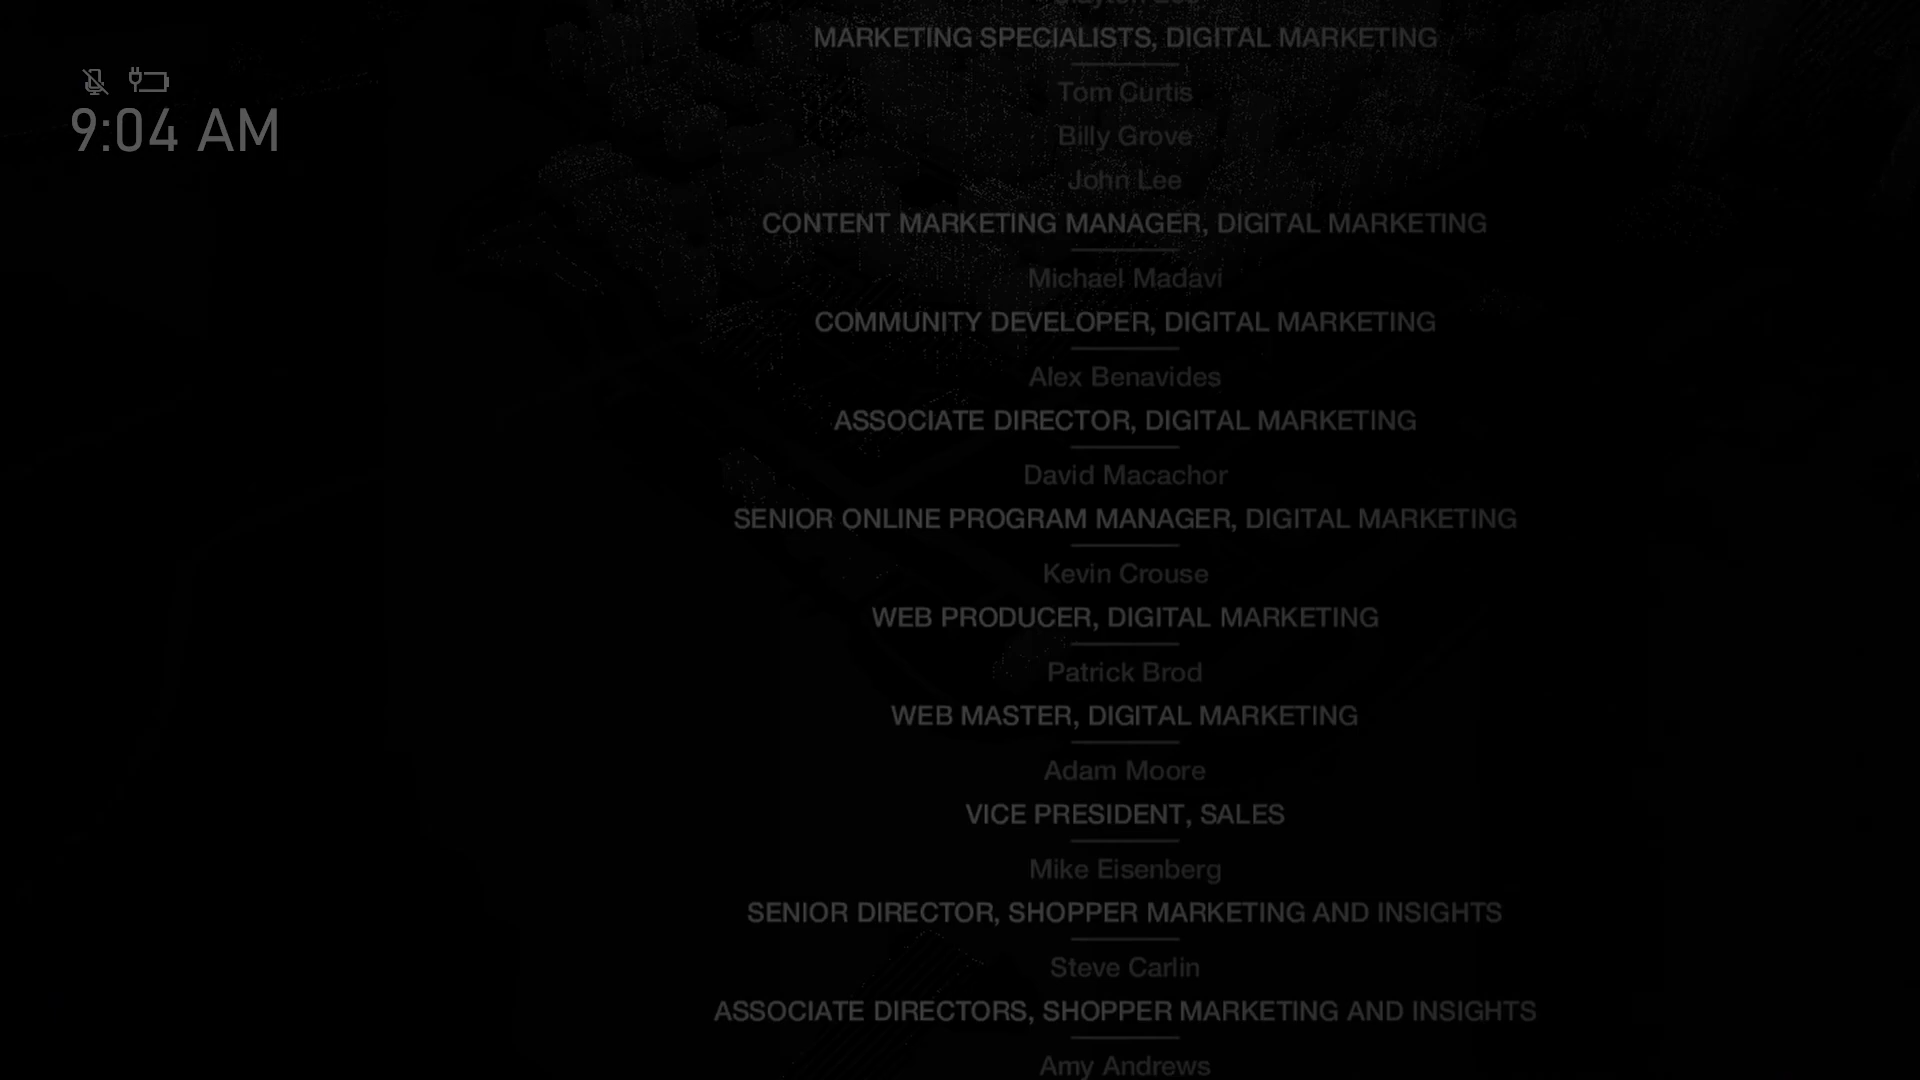 9:04 AM
MARKETING SPECIALISTS, DIGITAL MARKETING
Tom Curtis
Billy Grove
John Lee
CONTENT MARKETING MANAGER, DIGITAL MARKETING
Michael Madavi
COMMUNITY DEVELOPER, DIGITAL MARKETING
Alex Benavides
ASSOCIATE DIRECTOR, DIGITAL MARKETING
David Macachor
SENIOR ONLINE PROGRAM MANAGER, DIGITAL MARKETING
Kevin Crouse
WEB PRODUCER, DIGITAL MARKETING
Patrick Brod
WEB MASTER, DIGITAL MARKETING
Adam Moore
VICE PRESIDENT, SALES
Mike Eisenberg
SENIOR DIRECTOR, SHOPPER MARKETING AND INSIGHTS
Steve Carlin
ASSOCIATE DIRECTORS, SHOPPER MARKETING AND INSIGHTS
Amy Andrews